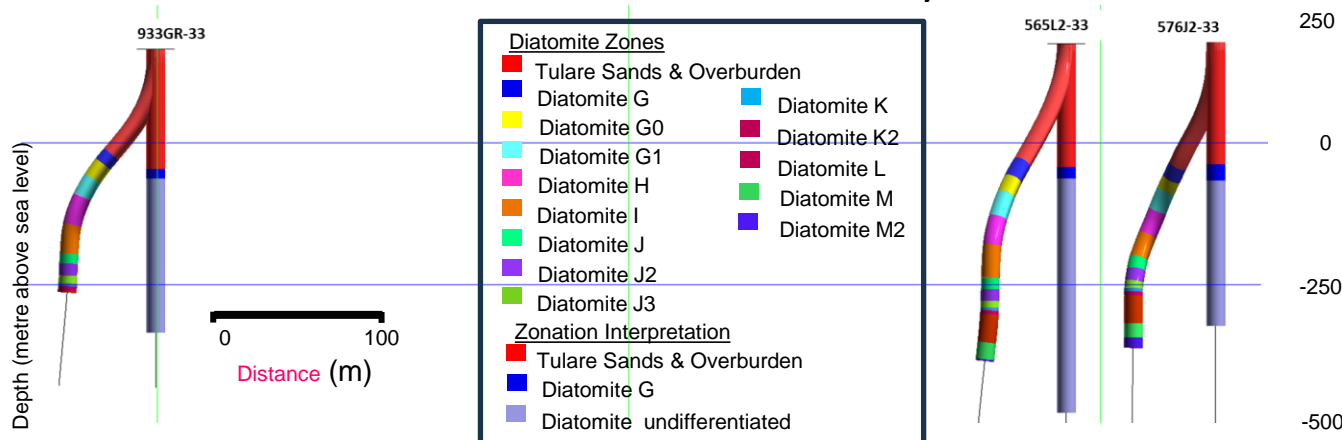 933GR-33
565L2-33
576J2-33
250
0
-250
-500
Depth (metre above sea level)
0
100
Distance (m)
Diatomite Zones
Tulare Sands & Overburden
Diatomite G
Diatomite G0
Diatomite G1
Diatomite H
Diatomite I
Diatomite J
Diatomite J2
Diatomite J3
Diatomite K
Diatomite K2
Diatomite L
Diatomite M
Diatomite M2
Zonation Interpretation
Tulare Sands & Overburden
Diatomite G
Diatomite undifferentiated